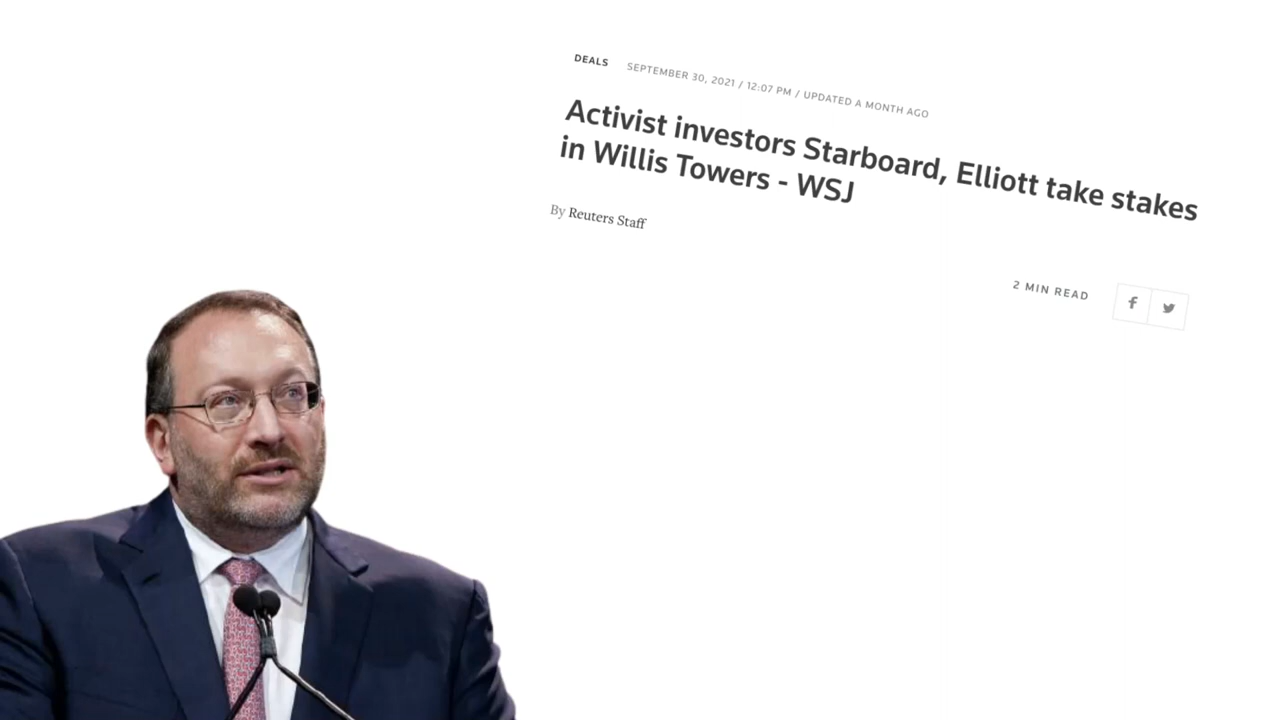 DEALS SEPTEMBER 30, 2021 / 12:07 PM / UPDATED A MONTH AGO
Activist investors Starboard, Elliott take stakes
in Willis Towers - WSJ
By Reuters Staff
2 MIN READ